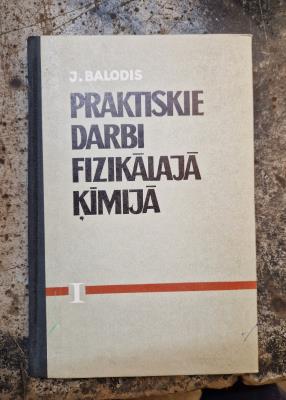 J. BALODIS
PRAKTISKIE
DARBI
FIZIKĀLAJĀ
ĶĪMIJĀ
I